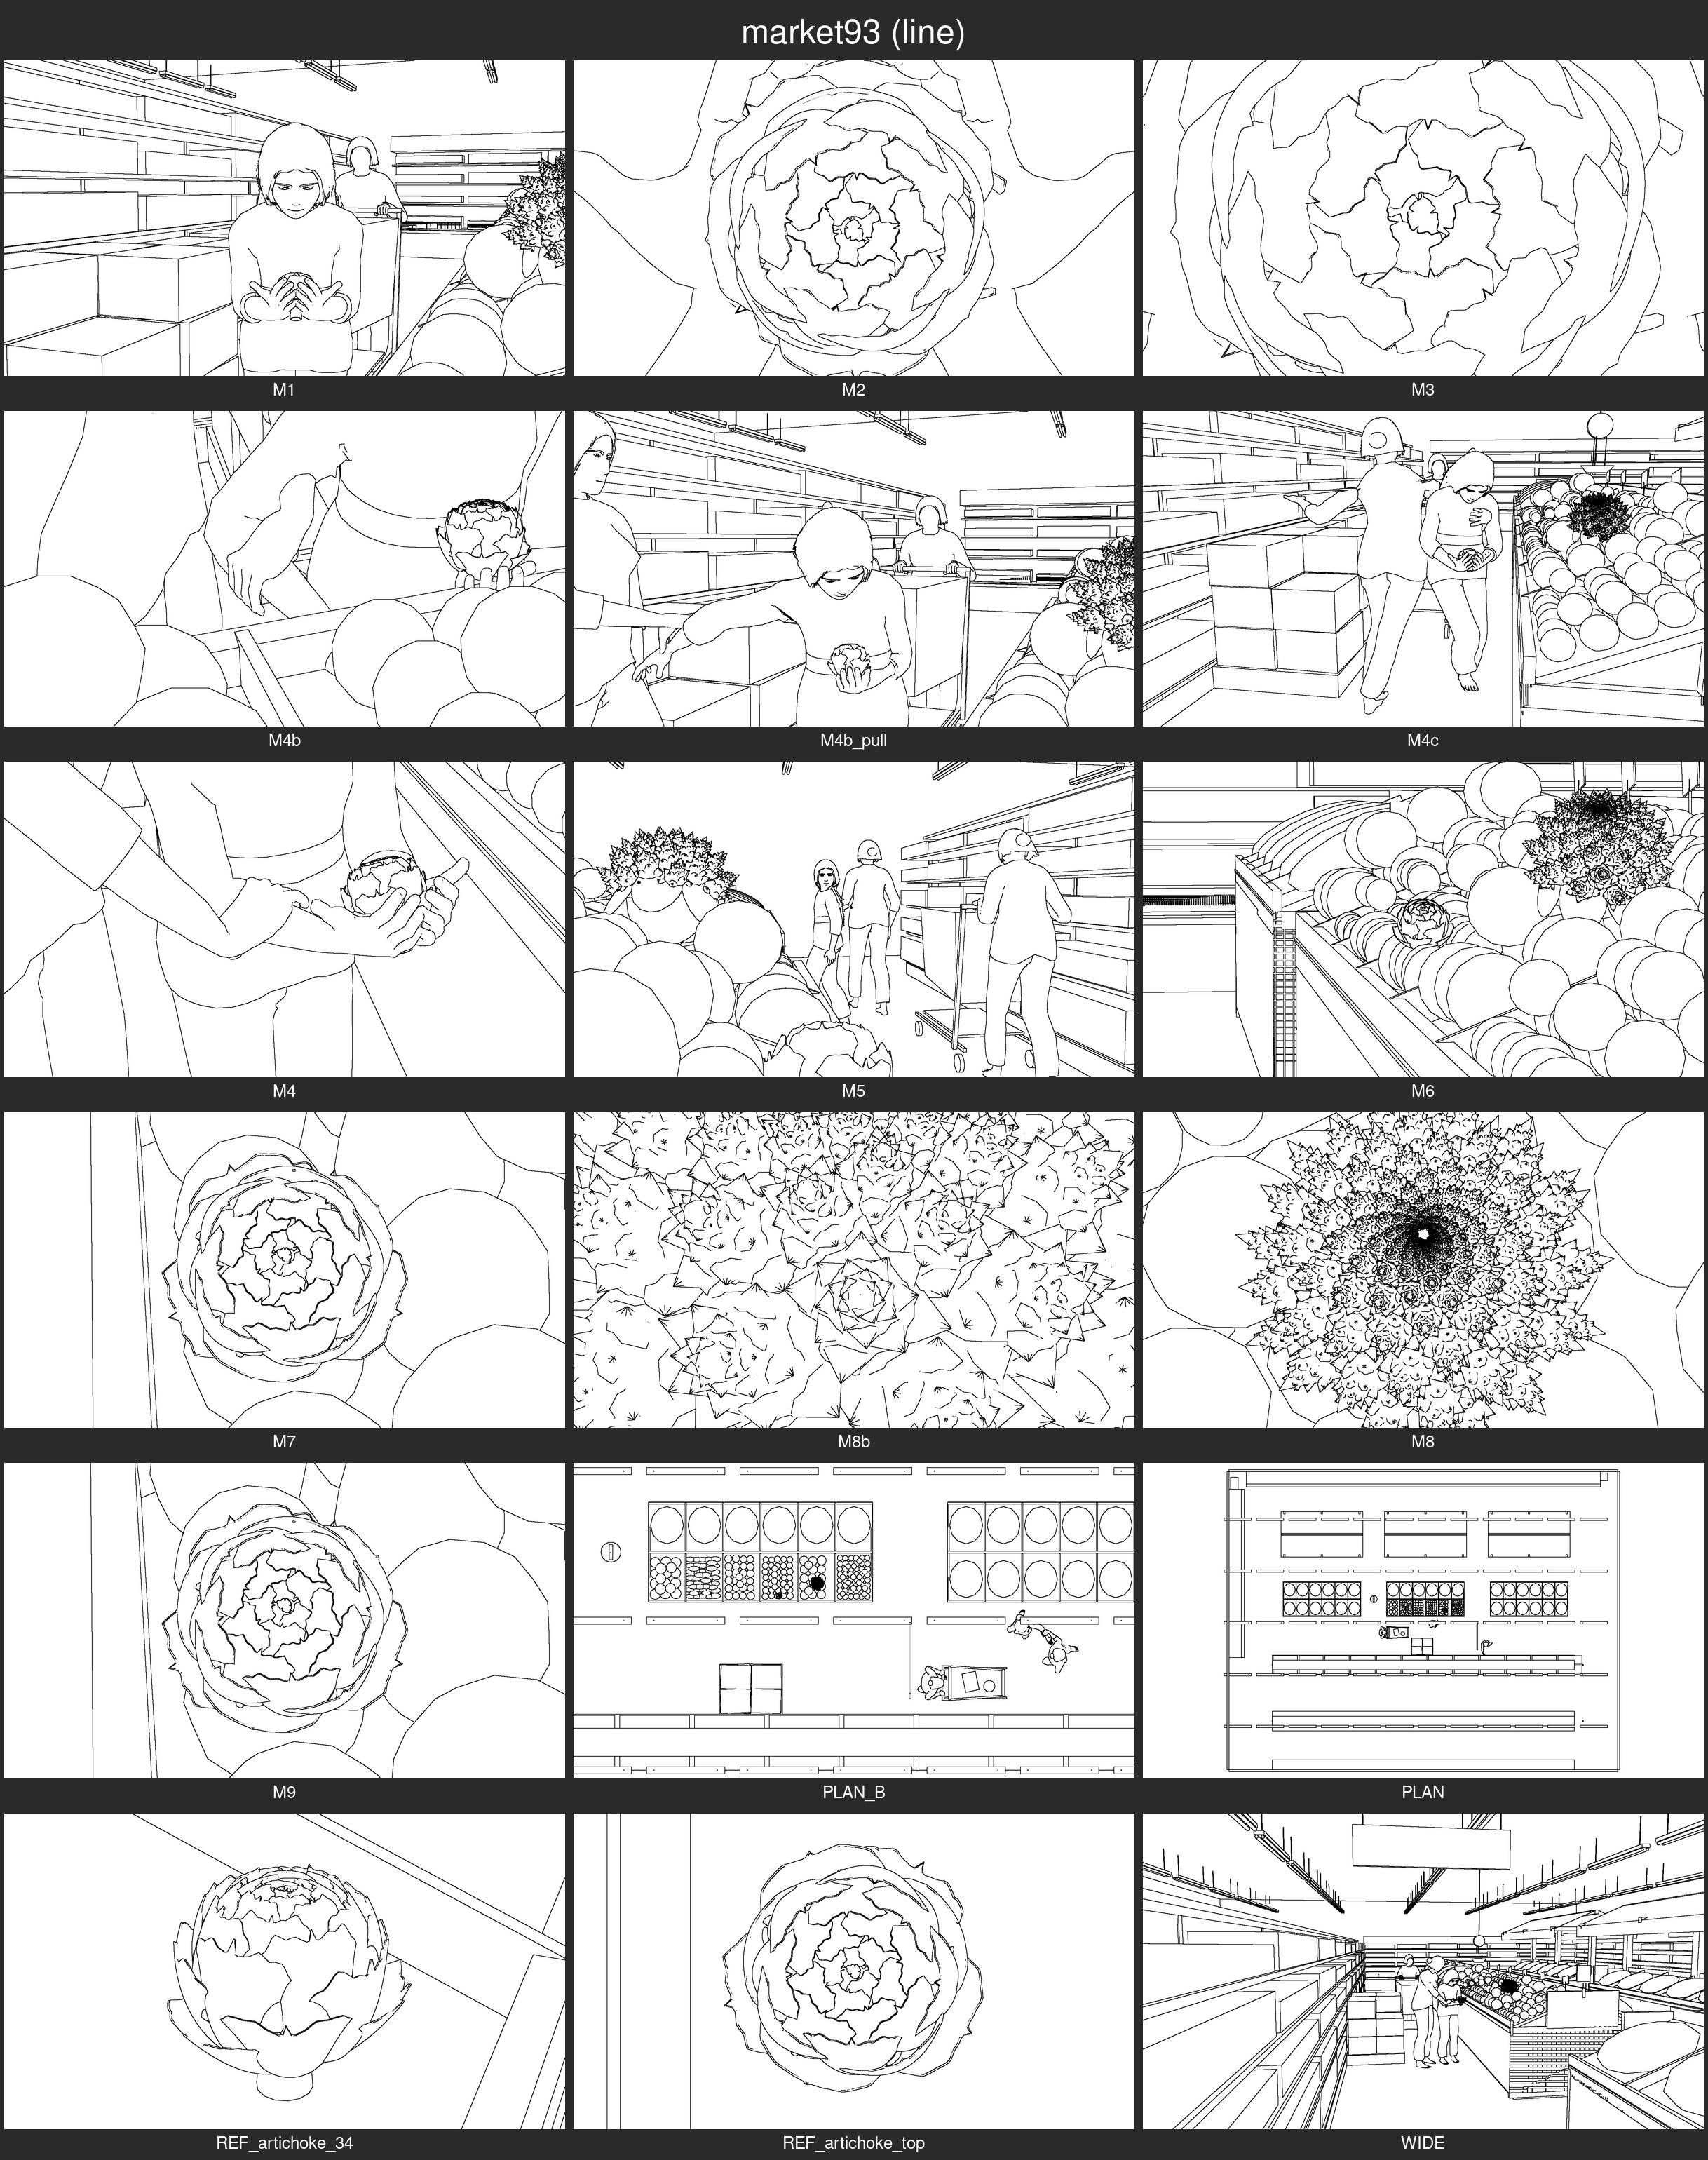 market93 (line)
M1
M2
M3
M4b
M4b_pull
M4c
M4
M5
M6
M7
M8b
M8
M9
PLAN_B
PLAN
REF_artichoke_34
REF_artichoke_top
WIDE